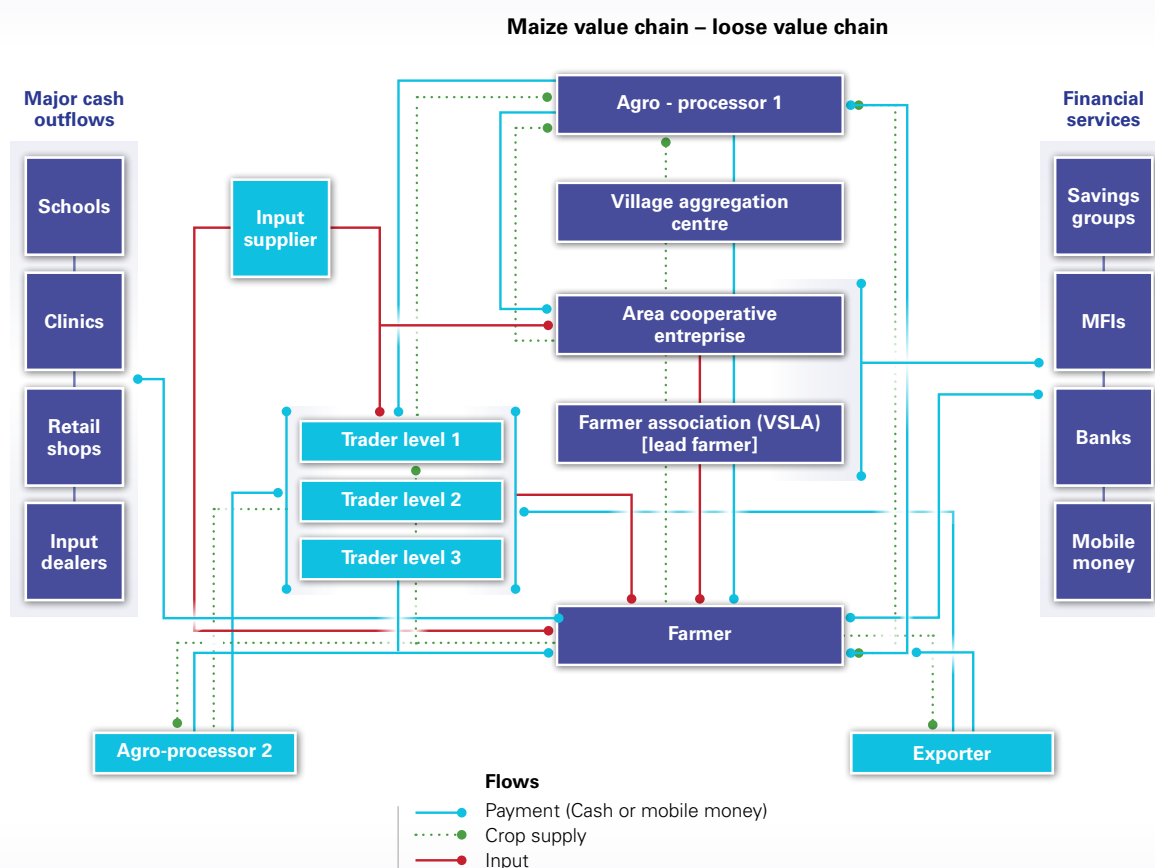 Maize value chain – loose value chain
Major cash
outflows
Schools
Clinics
Retail
shops
Input
dealers
Input
supplier
Agro - processor 1
Village aggregation
centre
Area cooperative
entreprise
Farmer association (VSLA)
[lead farmer]
Trader level 1
Trader level 2
Trader level 3
Farmer
Agro-processor 2
Exporter
Financial
services
Savings
groups
MFIs
Banks
Mobile
money
Flows
Payment (Cash or mobile money)
Crop supply
Input